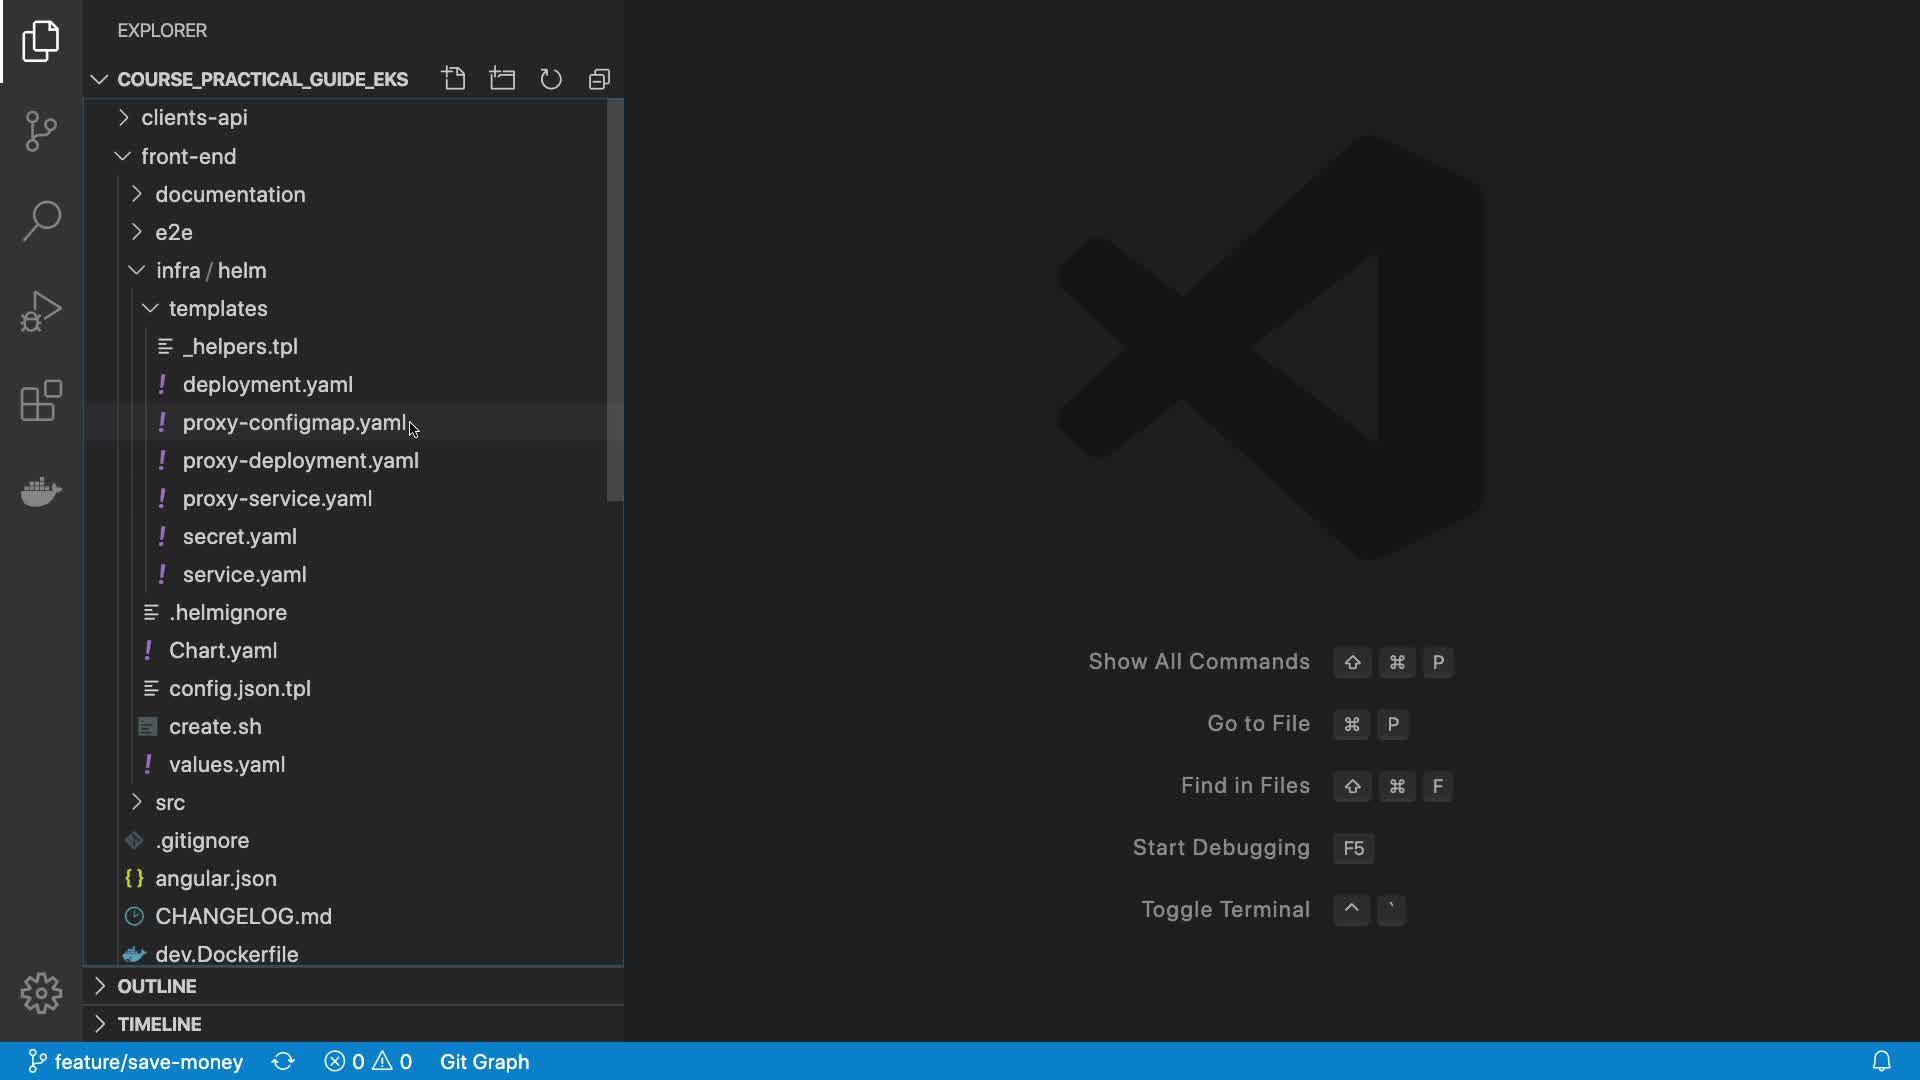 EXPLORER
COURSE_PRACTICAL_GUIDE_EKS
clients-api
front-end
documentation
e2e
infra / helm
templates
_helpers.tpl
deployment.yaml
proxy-configmap.yaml
proxy-deployment.yaml
proxy-service.yaml
secret.yaml
service.yaml
.helmignore
Chart.yaml
config.json.tpl
create.sh
values.yaml
src
.gitignore
angular.json
CHANGELOG.md
dev.Dockerfile
OUTLINE
TIMELINE
Show All Commands ⇧ ⌘ P
Go to File ⌘ P
Find in Files ⇧ ⌘ F
Start Debugging F5
Toggle Terminal ^ `
feature/save-money 0 0 Git Graph